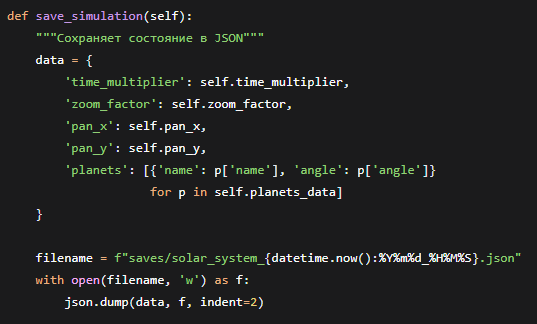 def save_simulation(self):
    """Сохраняет состояние в JSON"""
    data = {
        'time_multiplier': self.time_multiplier,
        'zoom_factor': self.zoom_factor,
        'pan_x': self.pan_x,
        'pan_y': self.pan_y,
        'planets': [{'name': p['name'], 'angle': p['angle']}
                    for p in self.planets_data]
    }

    filename = f"saves/solar_system_{datetime.now():%Y%m%d_%H%M%S}.json"
    with open(filename, 'w') as f:
        json.dump(data, f, indent=2)